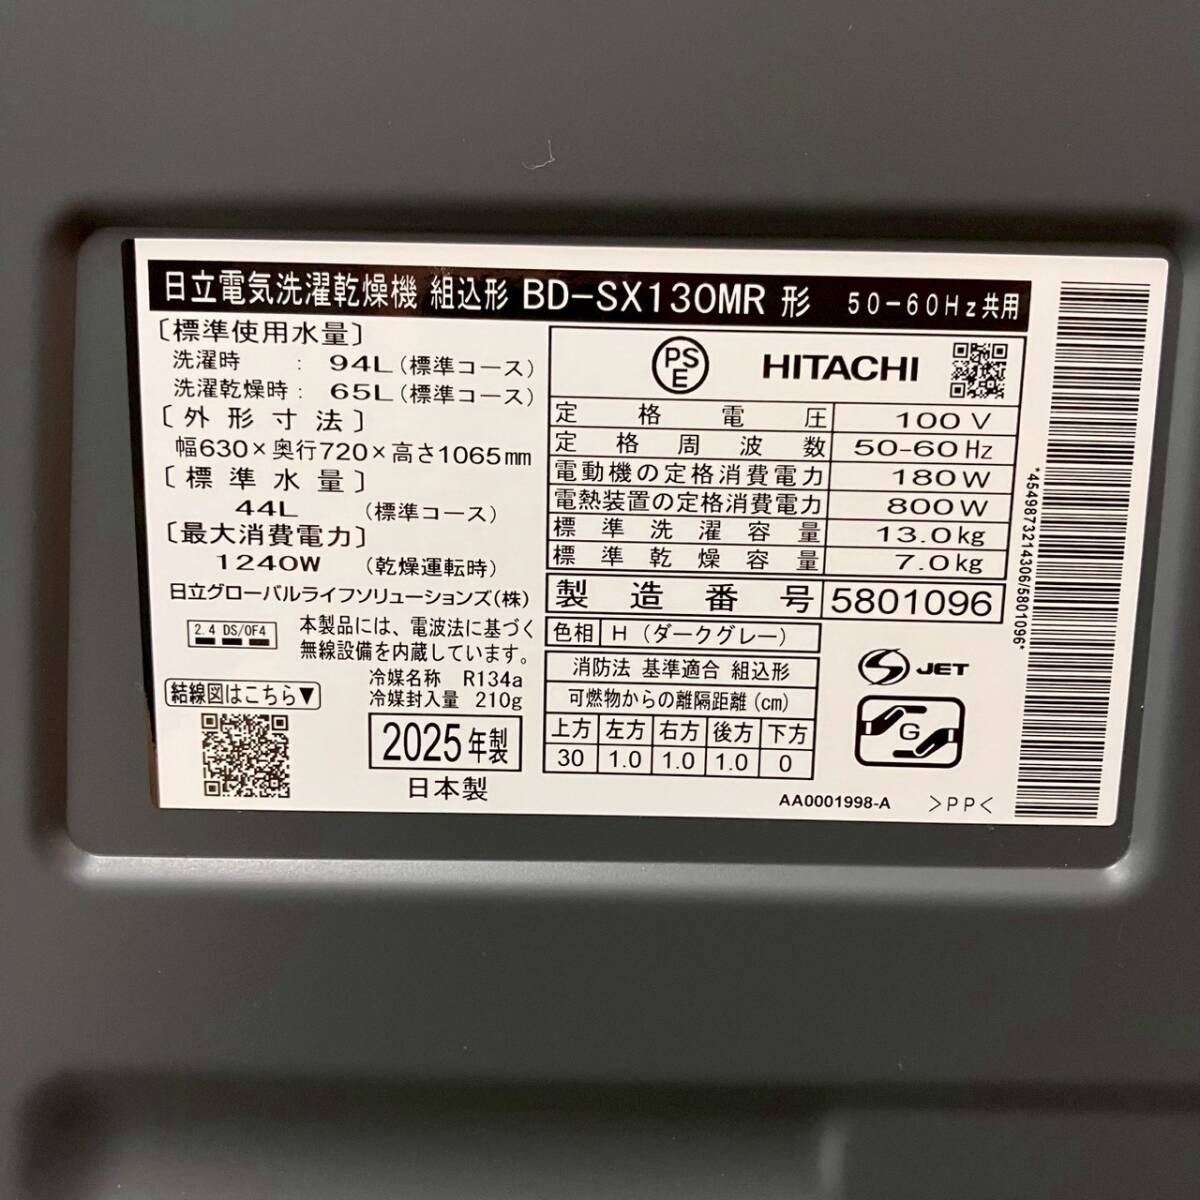 日立電気洗濯乾燥機 組込形 BD-SX130MR 形 50-60Hz共用
〔標準使用水量〕
洗濯時 : 94L(標準コース)
洗濯乾燥時: 65L(標準コース)
〔外形寸法〕
幅630×奥行720×高さ1065mm
〔標準水量〕
44L (標準コース)
〔最大消費電力〕
1240W (乾燥運転時)
日立グローバルライフソリューションズ(株)
2.4 DS/OF4
本製品には、電波法に基づく
無線設備を内蔵しています。
冷媒名称 R134a
冷媒封入量 210g
結線図はこちら▼
2025年製
日本製
PS
E
HITACHI
定格電圧 100V
定格周波数 50-60Hz
電動機の定格消費電力 180W
電熱装置の定格消費電力 800W
標準洗濯容量 13.0kg
標準乾燥容量 7.0kg
製造番号 5801096
色相 H (ダークグレー)
消防法 基準適合 組込形
可燃物からの離隔距離(cm)
上方 左方 右方 後方 下方
30 1.0 1.0 1.0 0
S JET
G
AA0001998-A >PP<
*4549873214306/5801096*